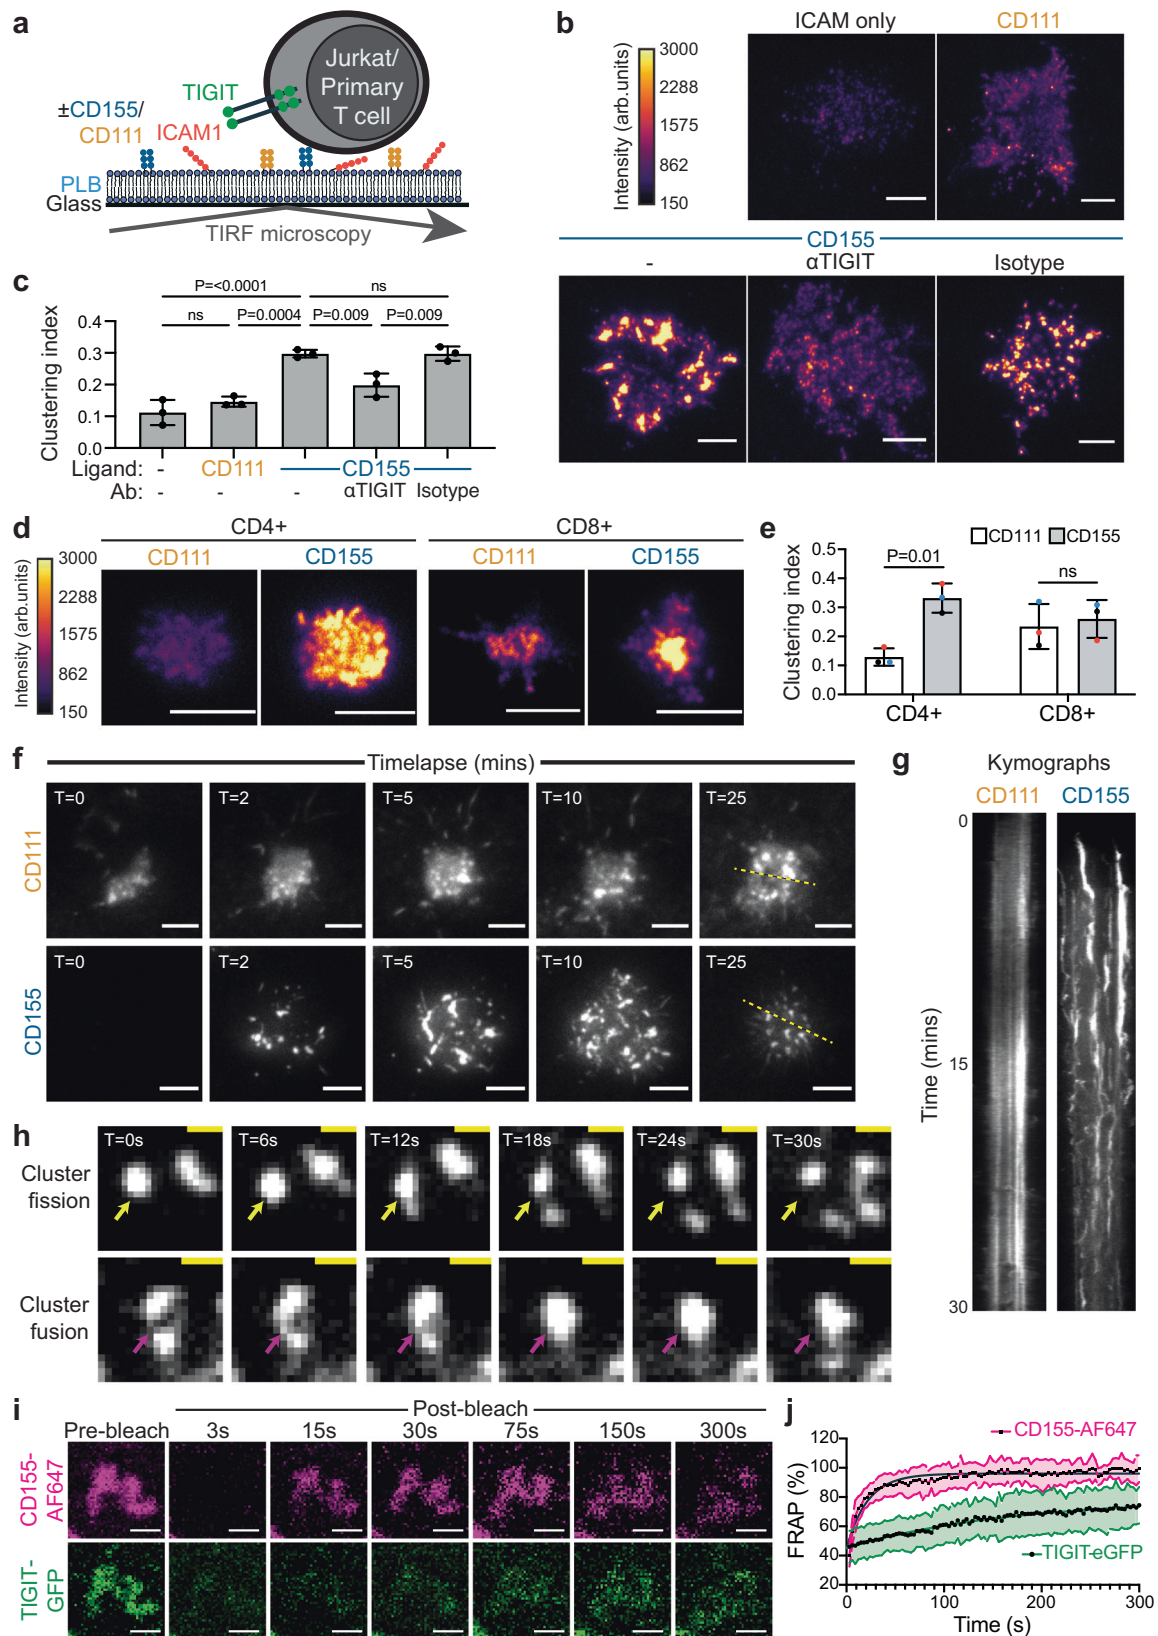 a
Jurkat/
Primary
T cell
TIGIT
±CD155/
CD111
ICAM1
PLB
Glass
TIRF microscopy
b
ICAM only
CD111
Intensity (arb.units)
3000
2288
1575
862
150
CD155
-
αTIGIT
Isotype
c
P=<0.0001
ns
ns
P=0.0004
P=0.009
P=0.009
Clustering index
0.4
0.3
0.2
0.1
0.0
Ligand:
-
CD111
CD155
Ab:
-
-
-
αTIGIT
Isotype
d
CD4+
CD8+
CD111
CD155
CD111
CD155
Intensity (arb.units)
3000
2288
1575
862
150
e
CD111
CD155
Clustering index
0.5
0.4
0.3
0.2
0.1
0.0
P=0.01
ns
CD4+
CD8+
f
Timelapse (mins)
CD111
T=0
T=2
T=5
T=10
T=25
CD155
T=0
T=2
T=5
T=10
T=25
g
Kymographs
CD111
CD155
Time (mins)
0
15
30
h
Cluster
fission
T=0s
T=6s
T=12s
T=18s
T=24s
T=30s
Cluster
fusion
i
Post-bleach
Pre-bleach
3s
15s
30s
75s
150s
300s
CD155-
AF647
TIGIT-
GFP
j
CD155-AF647
FRAP (%)
120
100
80
60
40
20
TIGIT-eGFP
0
100
200
300
Time (s)